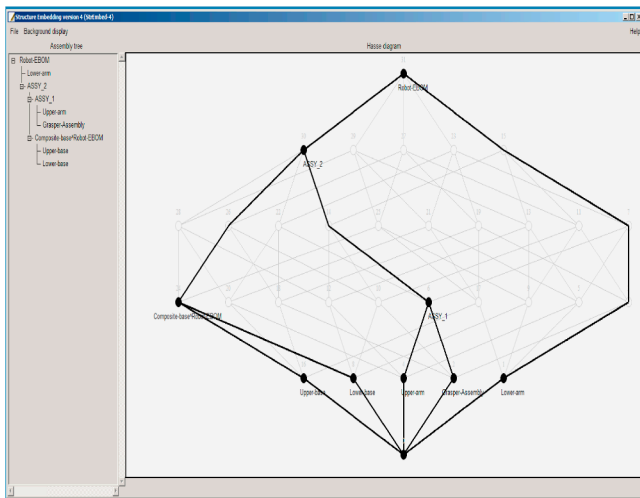 Structure Embedding version 4 (StrEmbed-4)
File Background display Help
Assembly tree Hasse diagram
Robot-EBOM
Lower-arm
ASSY_2
ASSY_1
Upper-arm
Grasper-Assembly
Composite-base*Robot-EBOM
Upper-base
Lower-base
Robot-EBOM
ASSY_2
Composite-base*Robot-EBOM ASSY_1
Upper-base Lower-base Upper-arm Grasper-Assembly Lower-arm